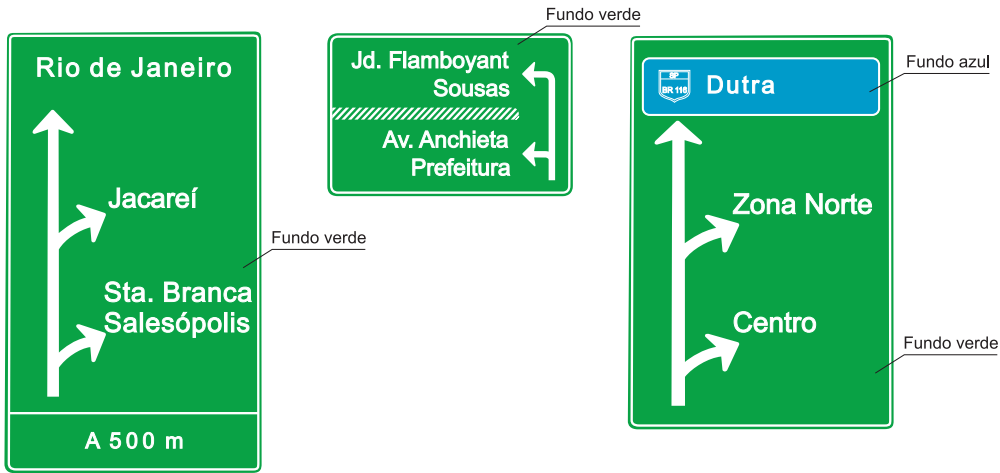 Rio de Janeiro
Jacareí
Sta. Branca
Salesópolis
A 500 m
Fundo verde
Fundo verde
Jd. Flamboyant
Sousas
Av. Anchieta
Prefeitura
SP
BR 116
Dutra
Fundo azul
Zona Norte
Centro
Fundo verde